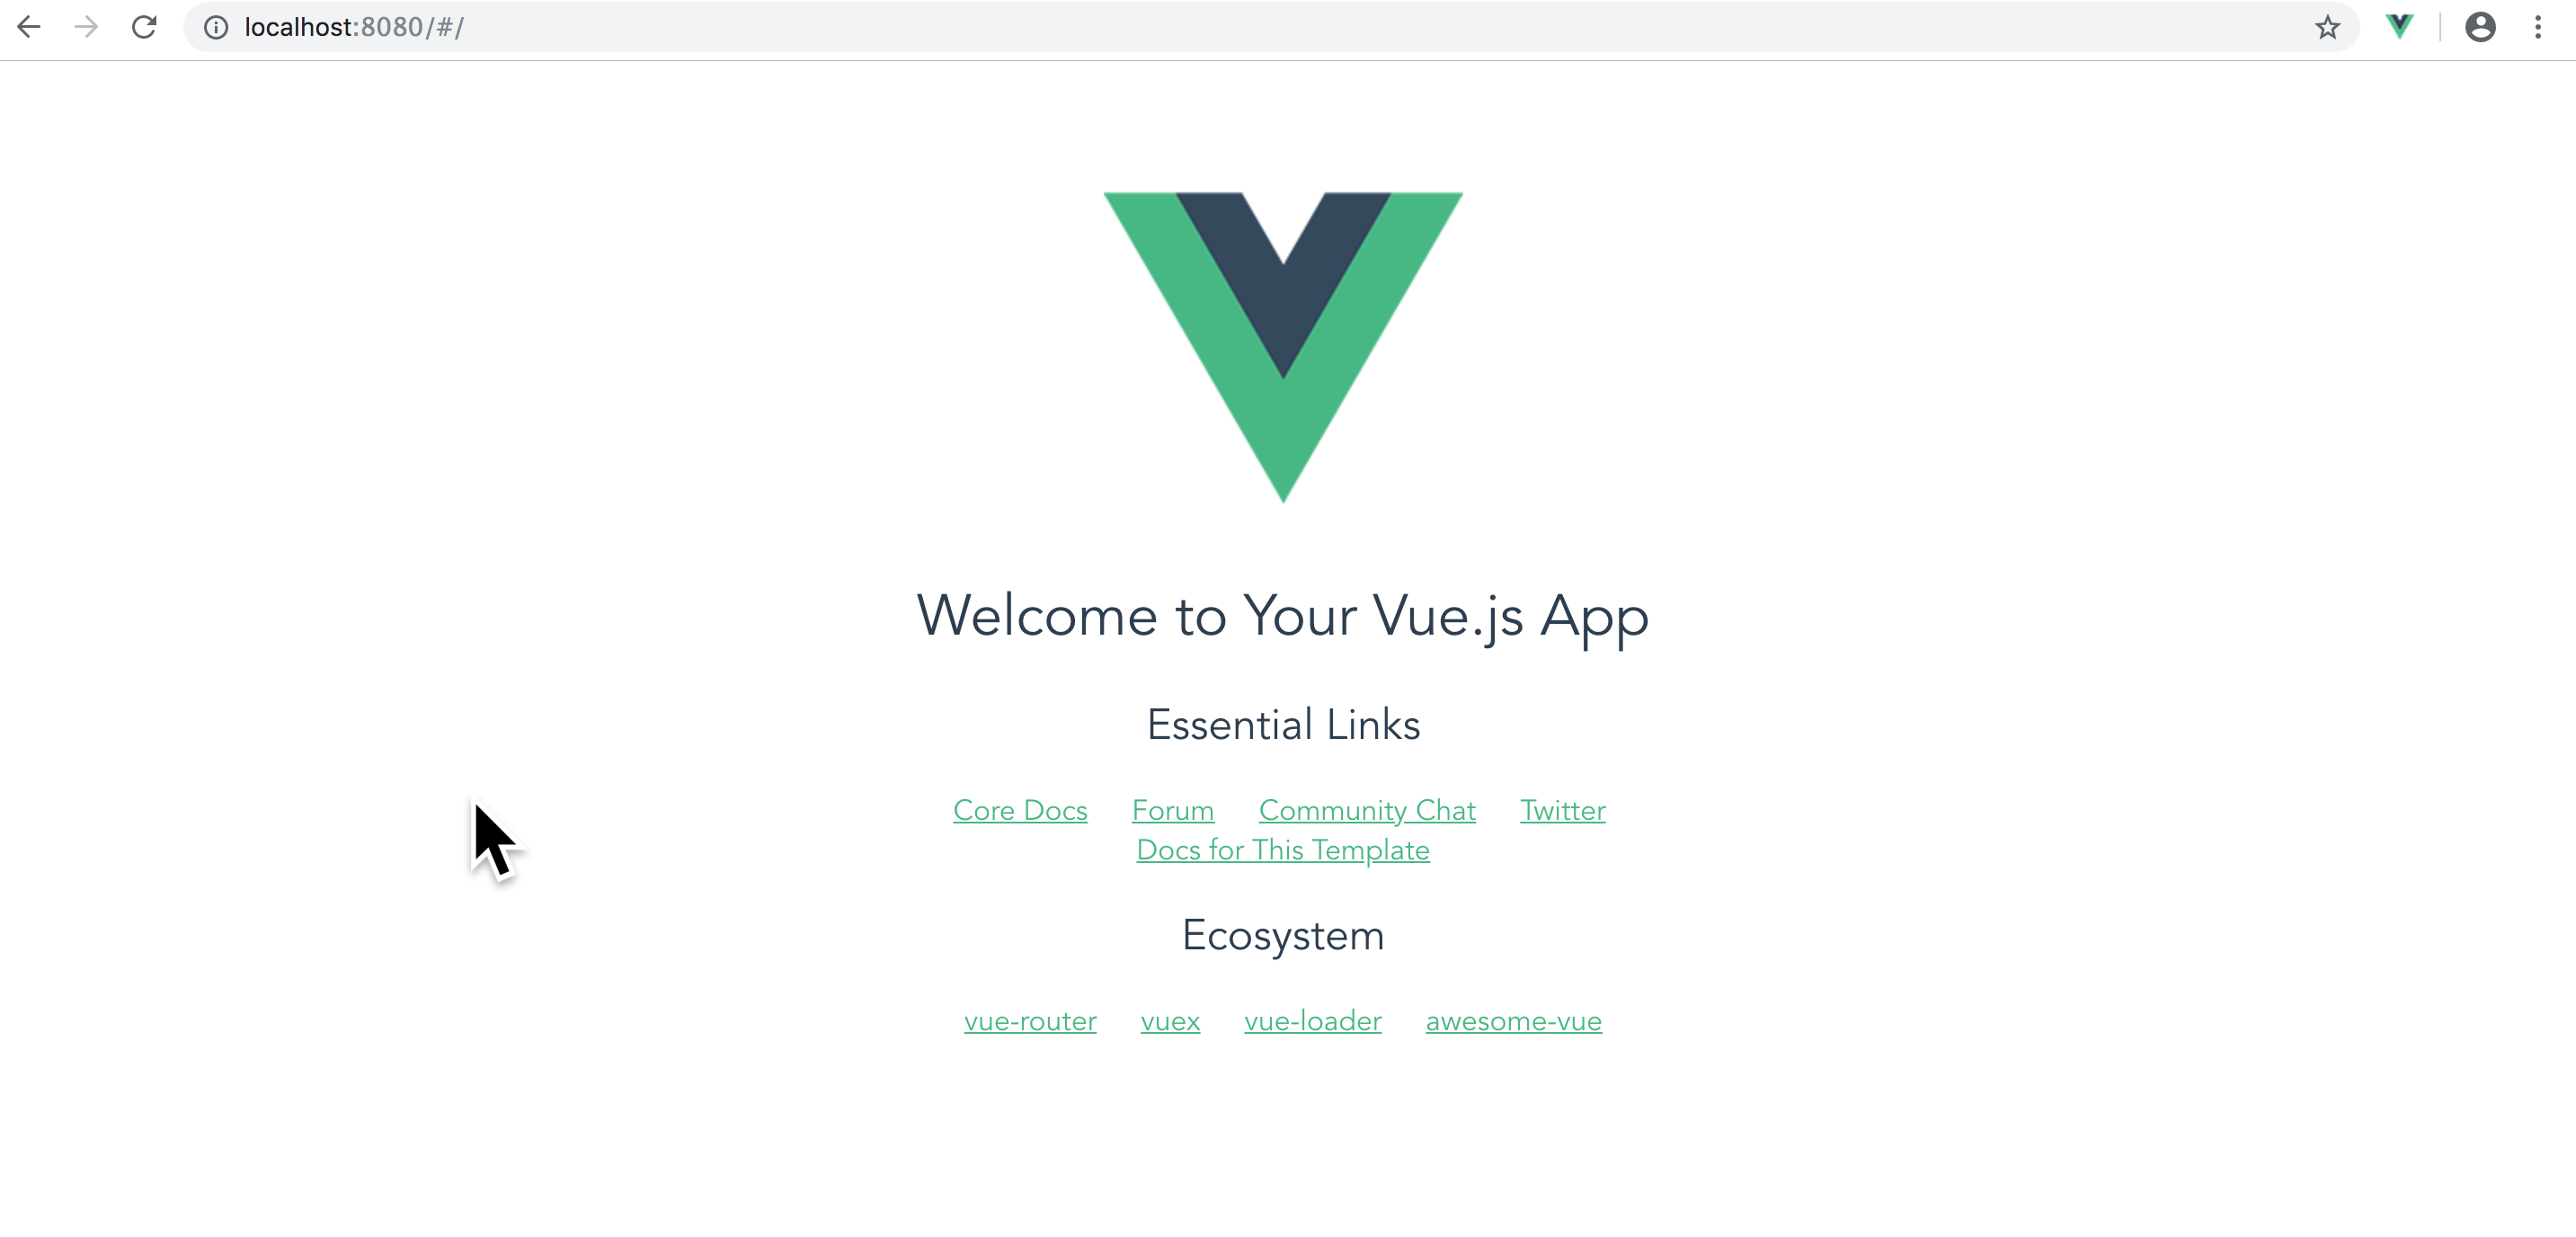 localhost:8080/#/
Welcome to Your Vue.js App
Essential Links
Core Docs Forum Community Chat Twitter
Docs for This Template
Ecosystem
vue-router vuex vue-loader awesome-vue